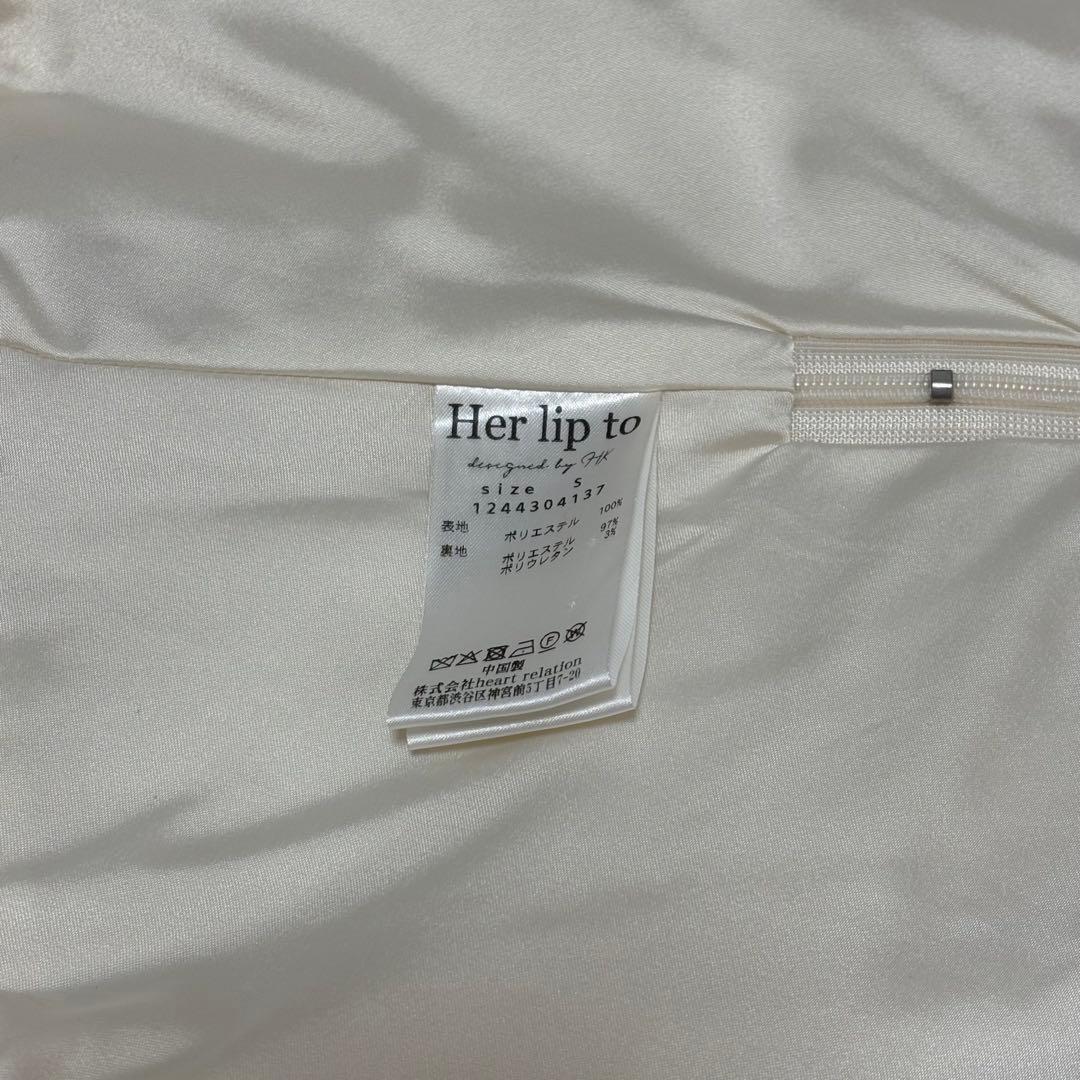 Her lip to
designed by HK
size S
1244304137
表地 ポリエステル 100%
裏地 ポリエステル 97%
ポリウレタン 3%
F W
中国製
株式会社heart relation
東京都渋谷区神宮前5丁目7-20